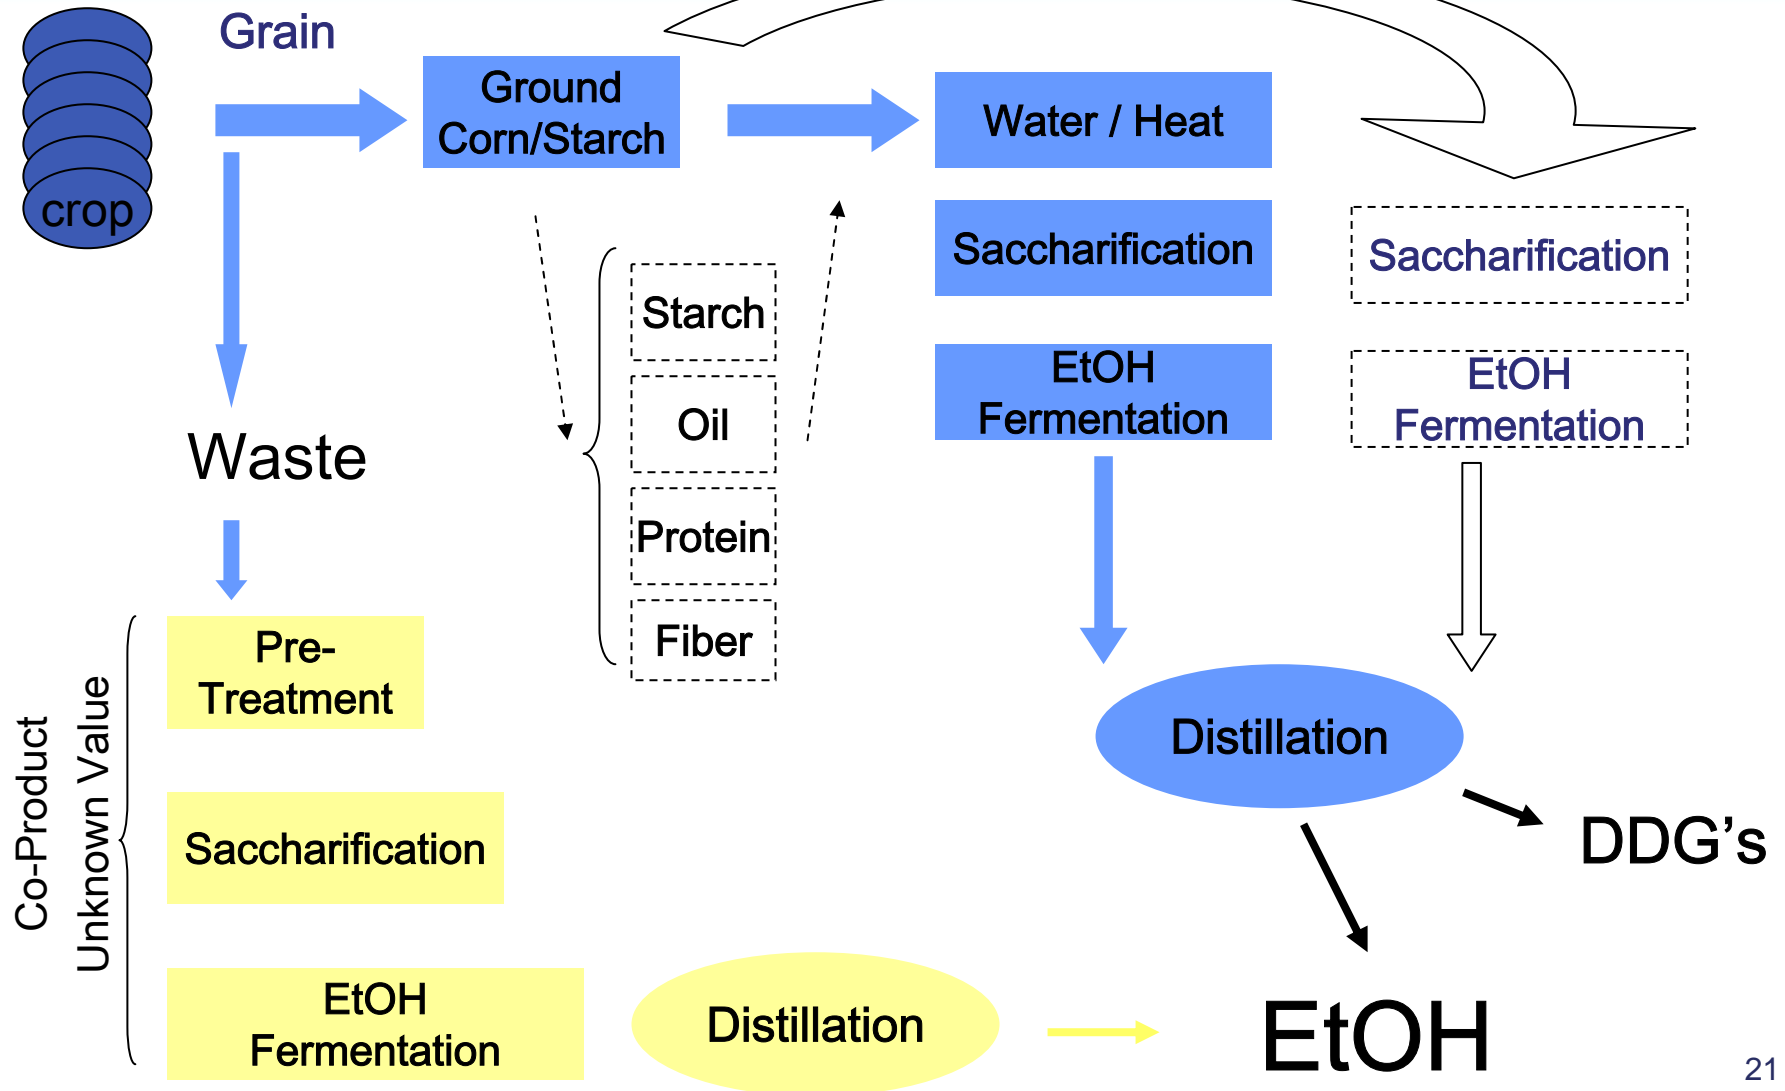 Grain
crop
Ground
Corn/Starch
Water / Heat
Saccharification
EtOH
Fermentation
Saccharification
EtOH
Fermentation
Starch
Oil
Protein
Fiber
Waste
Co-Product
Unknown Value
Pre-
Treatment
Saccharification
EtOH
Fermentation
Distillation
Distillation
DDG’s
EtOH
21